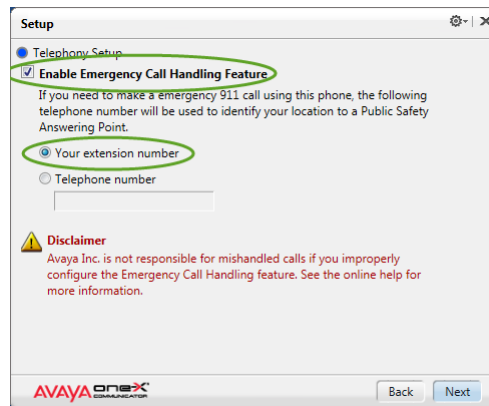 Setup
Telephony Setup
Enable Emergency Call Handling Feature
If you need to make a emergency 911 call using this phone, the following
telephone number will be used to identify your location to a Public Safety
Answering Point.
Your extension number
Telephone number
Disclaimer
Avaya Inc. is not responsible for mishandled calls if you improperly
configure the Emergency Call Handling feature. See the online help for
more information.
AVAYA one-X
COMMUNICATOR
Back Next